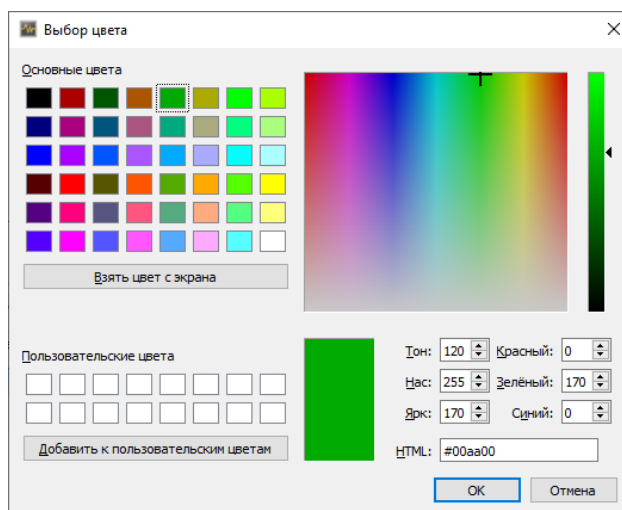 Выбор цвета
Основные цвета
Взять цвет с экрана
Пользовательские цвета
Добавить к пользовательским цветам
Тон: 120 Красный: 0
Нас: 255 Зелёный: 170
Ярк: 170 Синий: 0
HTML: #00aa00
OK Отмена